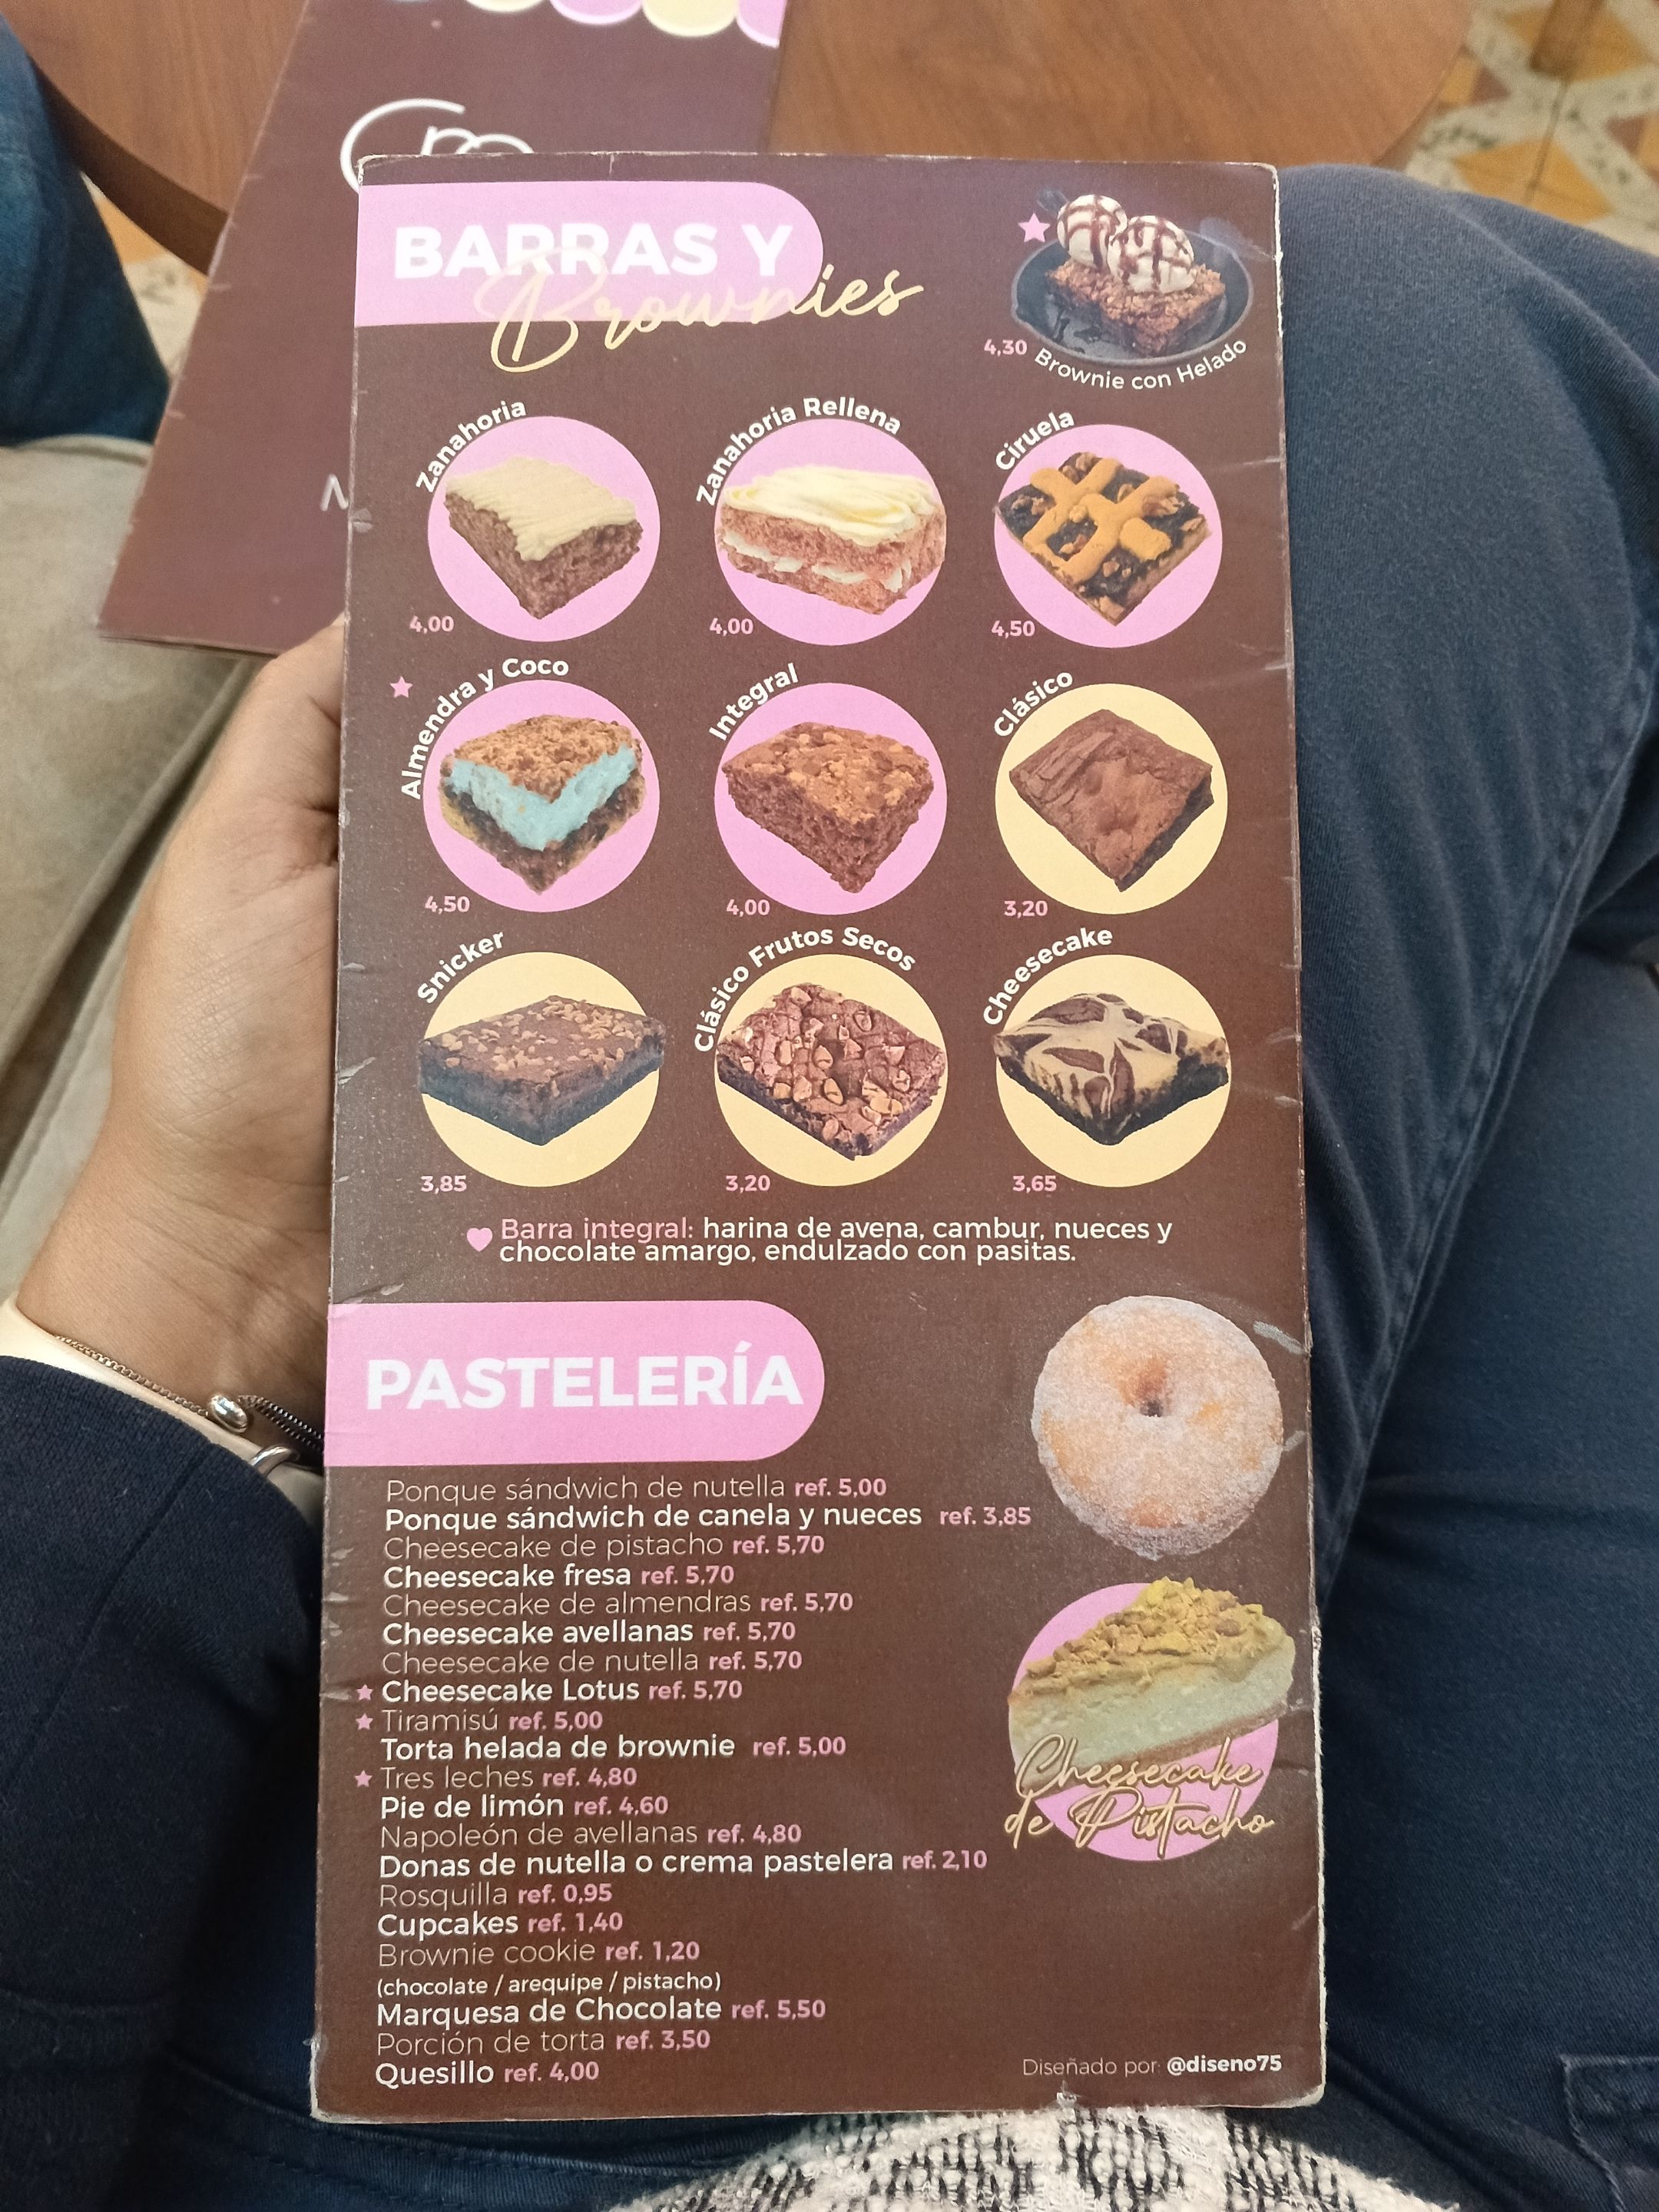 Cm
BARRAS Y
Brownies
4,30 Brownie con Helado
Zanahoria
4,00
Zanahoria Rellena
4,00
Ciruela
4,50
Almendra y Coco
4,50
Integral
4,00
Clásico
3,20
Snicker
3,85
Clásico Frutos Secos
3,20
Cheesecake
3,65
Barra integral: harina de avena, cambur, nueces y
chocolate amargo, endulzado con pasitas.
PASTELERÍA
Ponque sándwich de nutella ref. 5,00
Ponque sándwich de canela y nueces ref. 3,85
Cheesecake de pistacho ref. 5,70
Cheesecake fresa ref. 5,70
Cheesecake de almendras ref. 5,70
Cheesecake avellanas ref. 5,70
Cheesecake de nutella ref. 5,70
Cheesecake Lotus ref. 5,70
Tiramisú ref. 5,00
Torta helada de brownie ref. 5,00
Tres leches ref. 4,80
Pie de limón ref. 4,60
Napoleón de avellanas ref. 4,80
Donas de nutella o crema pastelera ref. 2,10
Rosquilla ref. 0,95
Cupcakes ref. 1,40
Brownie cookie ref. 1,20
(chocolate / arequipe / pistacho)
Marquesa de Chocolate ref. 5,50
Porción de torta ref. 3,50
Quesillo ref. 4,00
Cheesecake
de Pistacho
Diseñado por: @diseno75